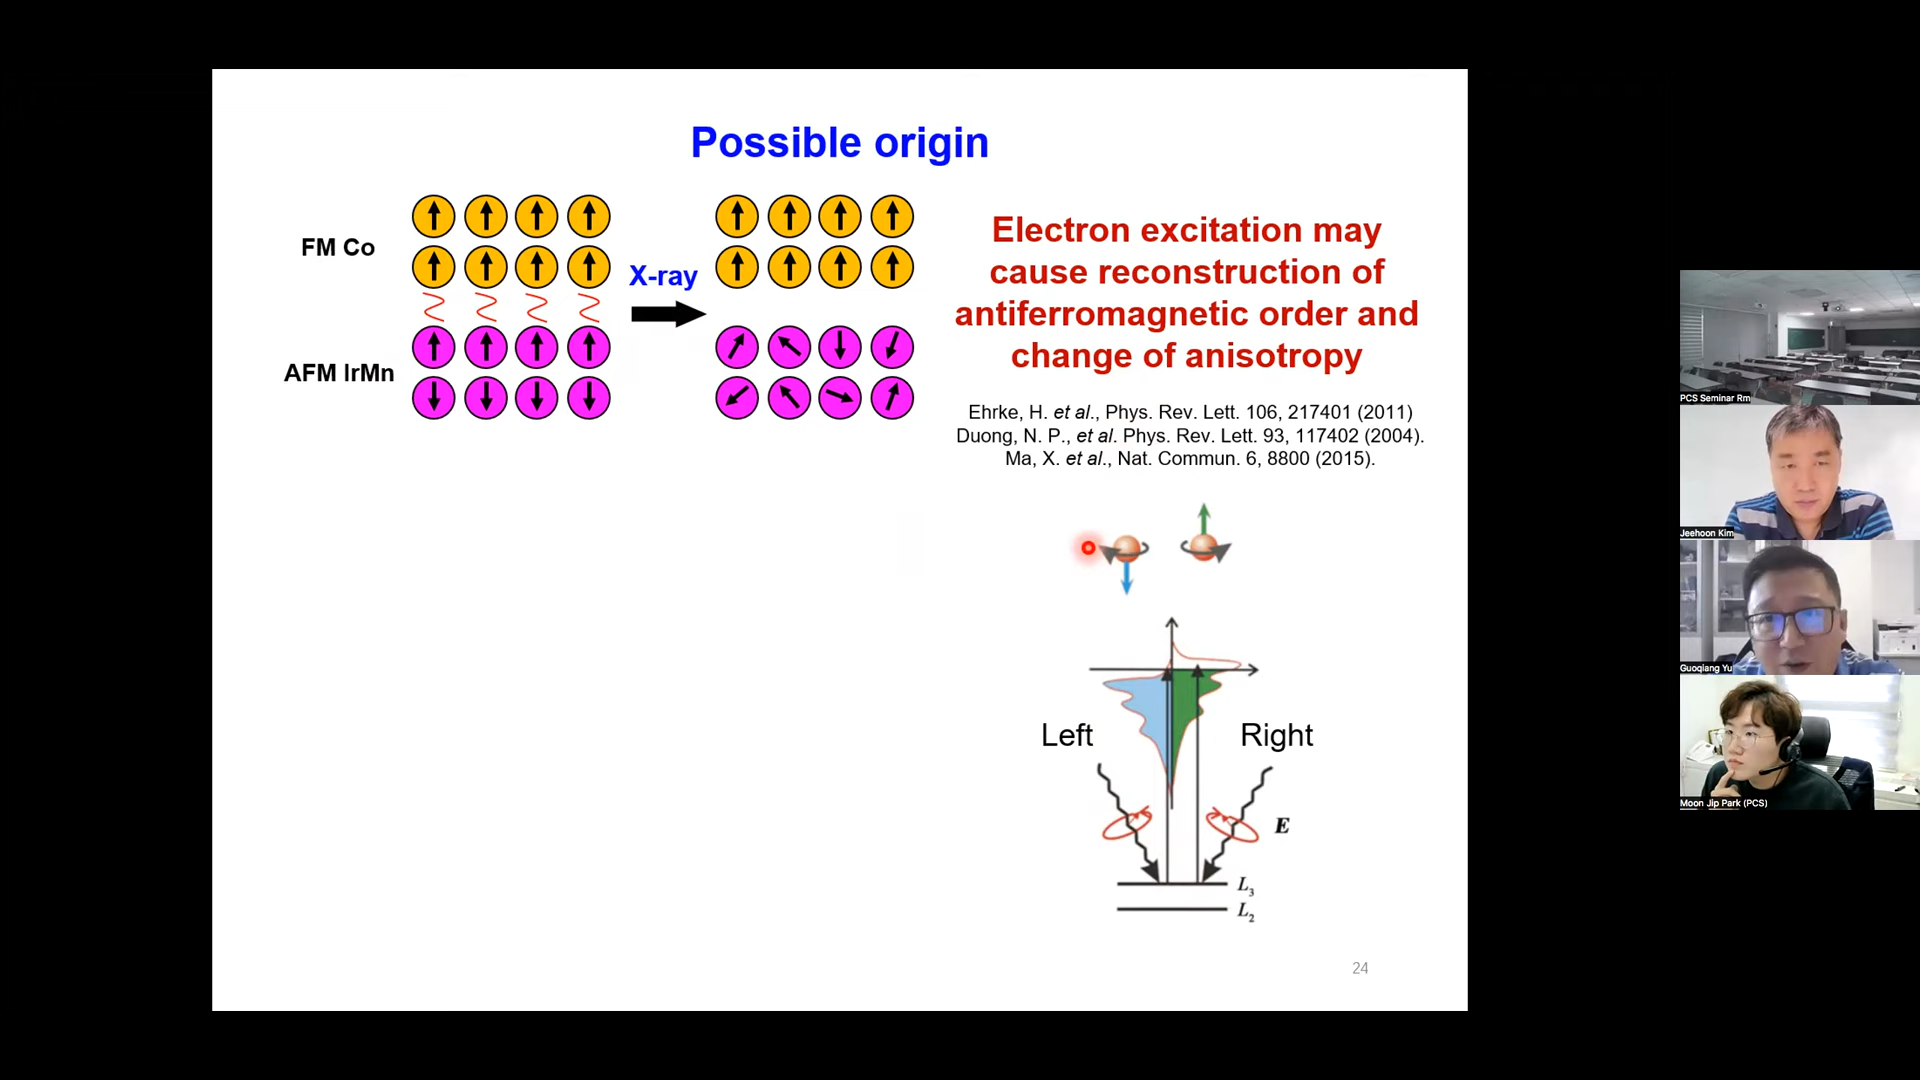 Possible origin
FM Co
AFM IrMn
X-ray
Electron excitation may
cause reconstruction of
antiferromagnetic order and
change of anisotropy
Ehrke, H. et al., Phys. Rev. Lett. 106, 217401 (2011)
Duong, N. P., et al. Phys. Rev. Lett. 93, 117402 (2004).
Ma, X. et al., Nat. Commun. 6, 8800 (2015).
Left
Right
E
L3
L2
24
PCS Seminar Rm
Jeehoon Kim
Guoqiang Yu
Moon Jip Park (PCS)